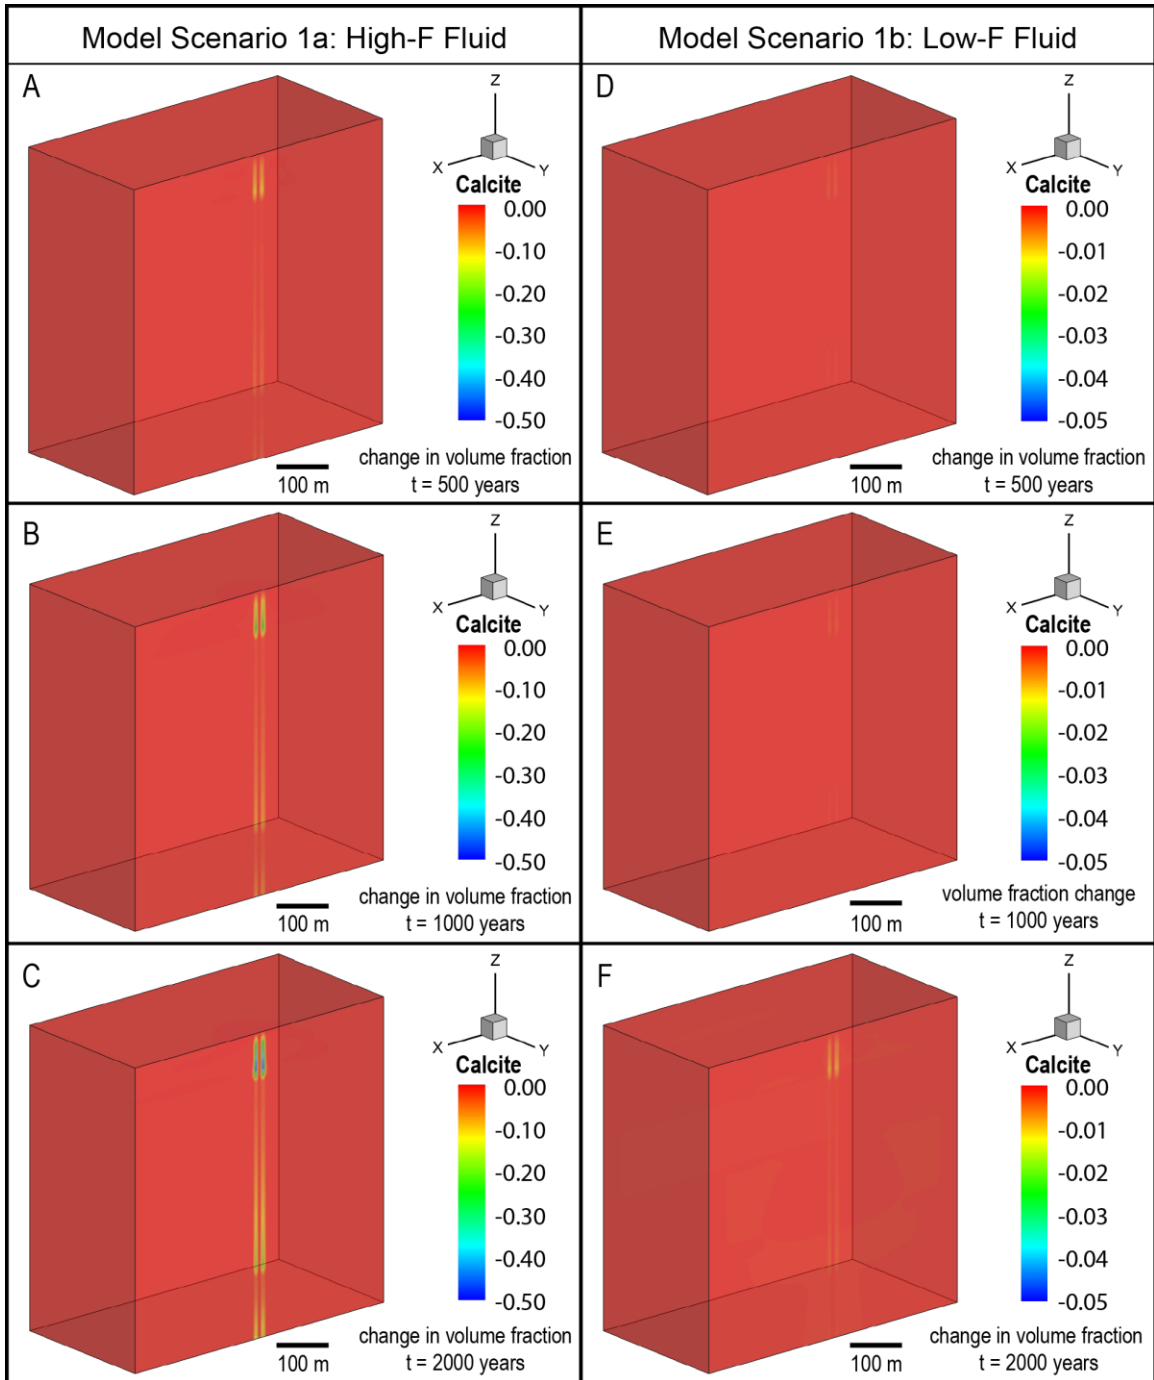 Model Scenario 1a: High-F Fluid
Model Scenario 1b: Low-F Fluid
A
Z
X
Y
Calcite
0.00
-0.10
-0.20
-0.30
-0.40
-0.50
100 m
change in volume fraction
t = 500 years
D
Z
X
Y
Calcite
0.00
-0.01
-0.02
-0.03
-0.04
-0.05
100 m
change in volume fraction
t = 500 years
B
Z
X
Y
Calcite
0.00
-0.10
-0.20
-0.30
-0.40
-0.50
100 m
change in volume fraction
t = 1000 years
E
Z
X
Y
Calcite
0.00
-0.01
-0.02
-0.03
-0.04
-0.05
100 m
volume fraction change
t = 1000 years
C
Z
X
Y
Calcite
0.00
-0.10
-0.20
-0.30
-0.40
-0.50
100 m
change in volume fraction
t = 2000 years
F
Z
X
Y
Calcite
0.00
-0.01
-0.02
-0.03
-0.04
-0.05
100 m
change in volume fraction
t = 2000 years